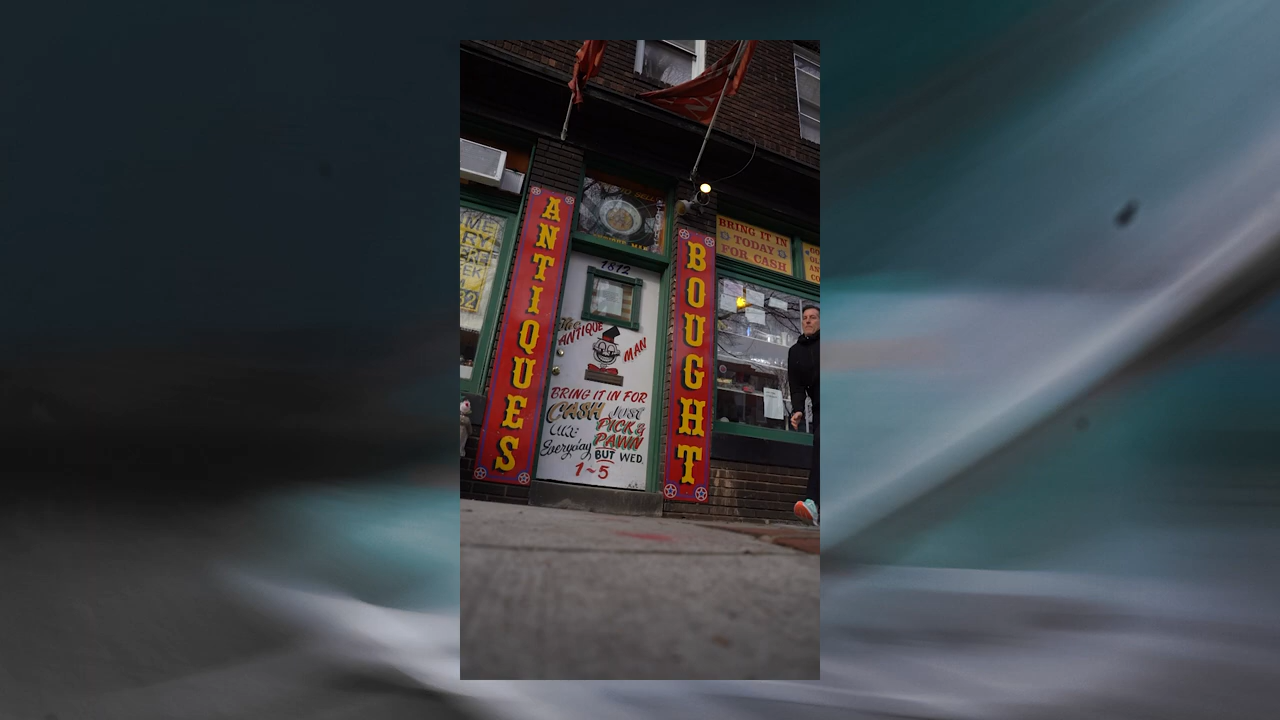 ANTIQUES
1812
The
ANTIQUE
MAN
BRING IT IN FOR
CASH JUST
LIKE PICK &
PAWN
Everyday BUT WED.
1~5
BOUGHT
BRING IT IN
TODAY
FOR CASH